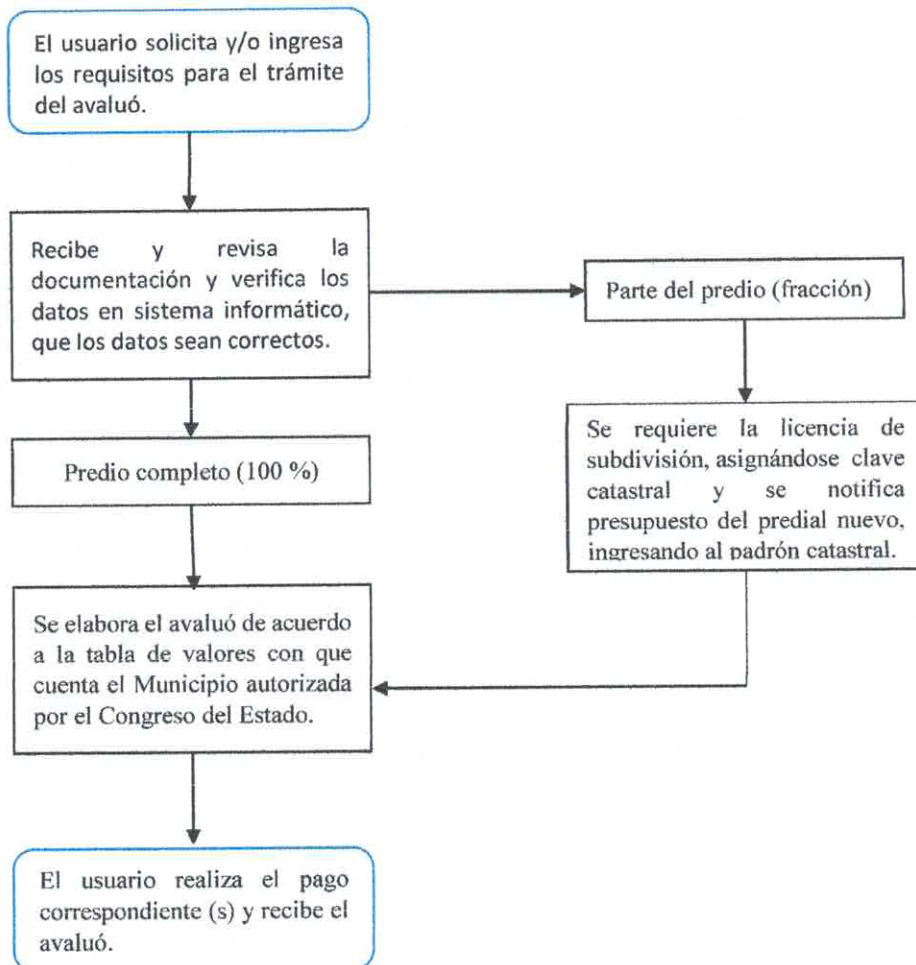 El usuario solicita y/o ingresa
los requisitos para el trámite
del avaluó.
Recibe y revisa la
documentación y verifica los
datos en sistema informático,
que los datos sean correctos.
Parte del predio (fracción)
Predio completo (100 %)
Se requiere la licencia de
subdivisión, asignándose clave
catastral y se notifica
presupuesto del predial nuevo,
ingresando al padrón catastral.
Se elabora el avaluó de acuerdo
a la tabla de valores con que
cuenta el Municipio autorizada
por el Congreso del Estado.
El usuario realiza el pago
correspondiente (s) y recibe el
avaluó.